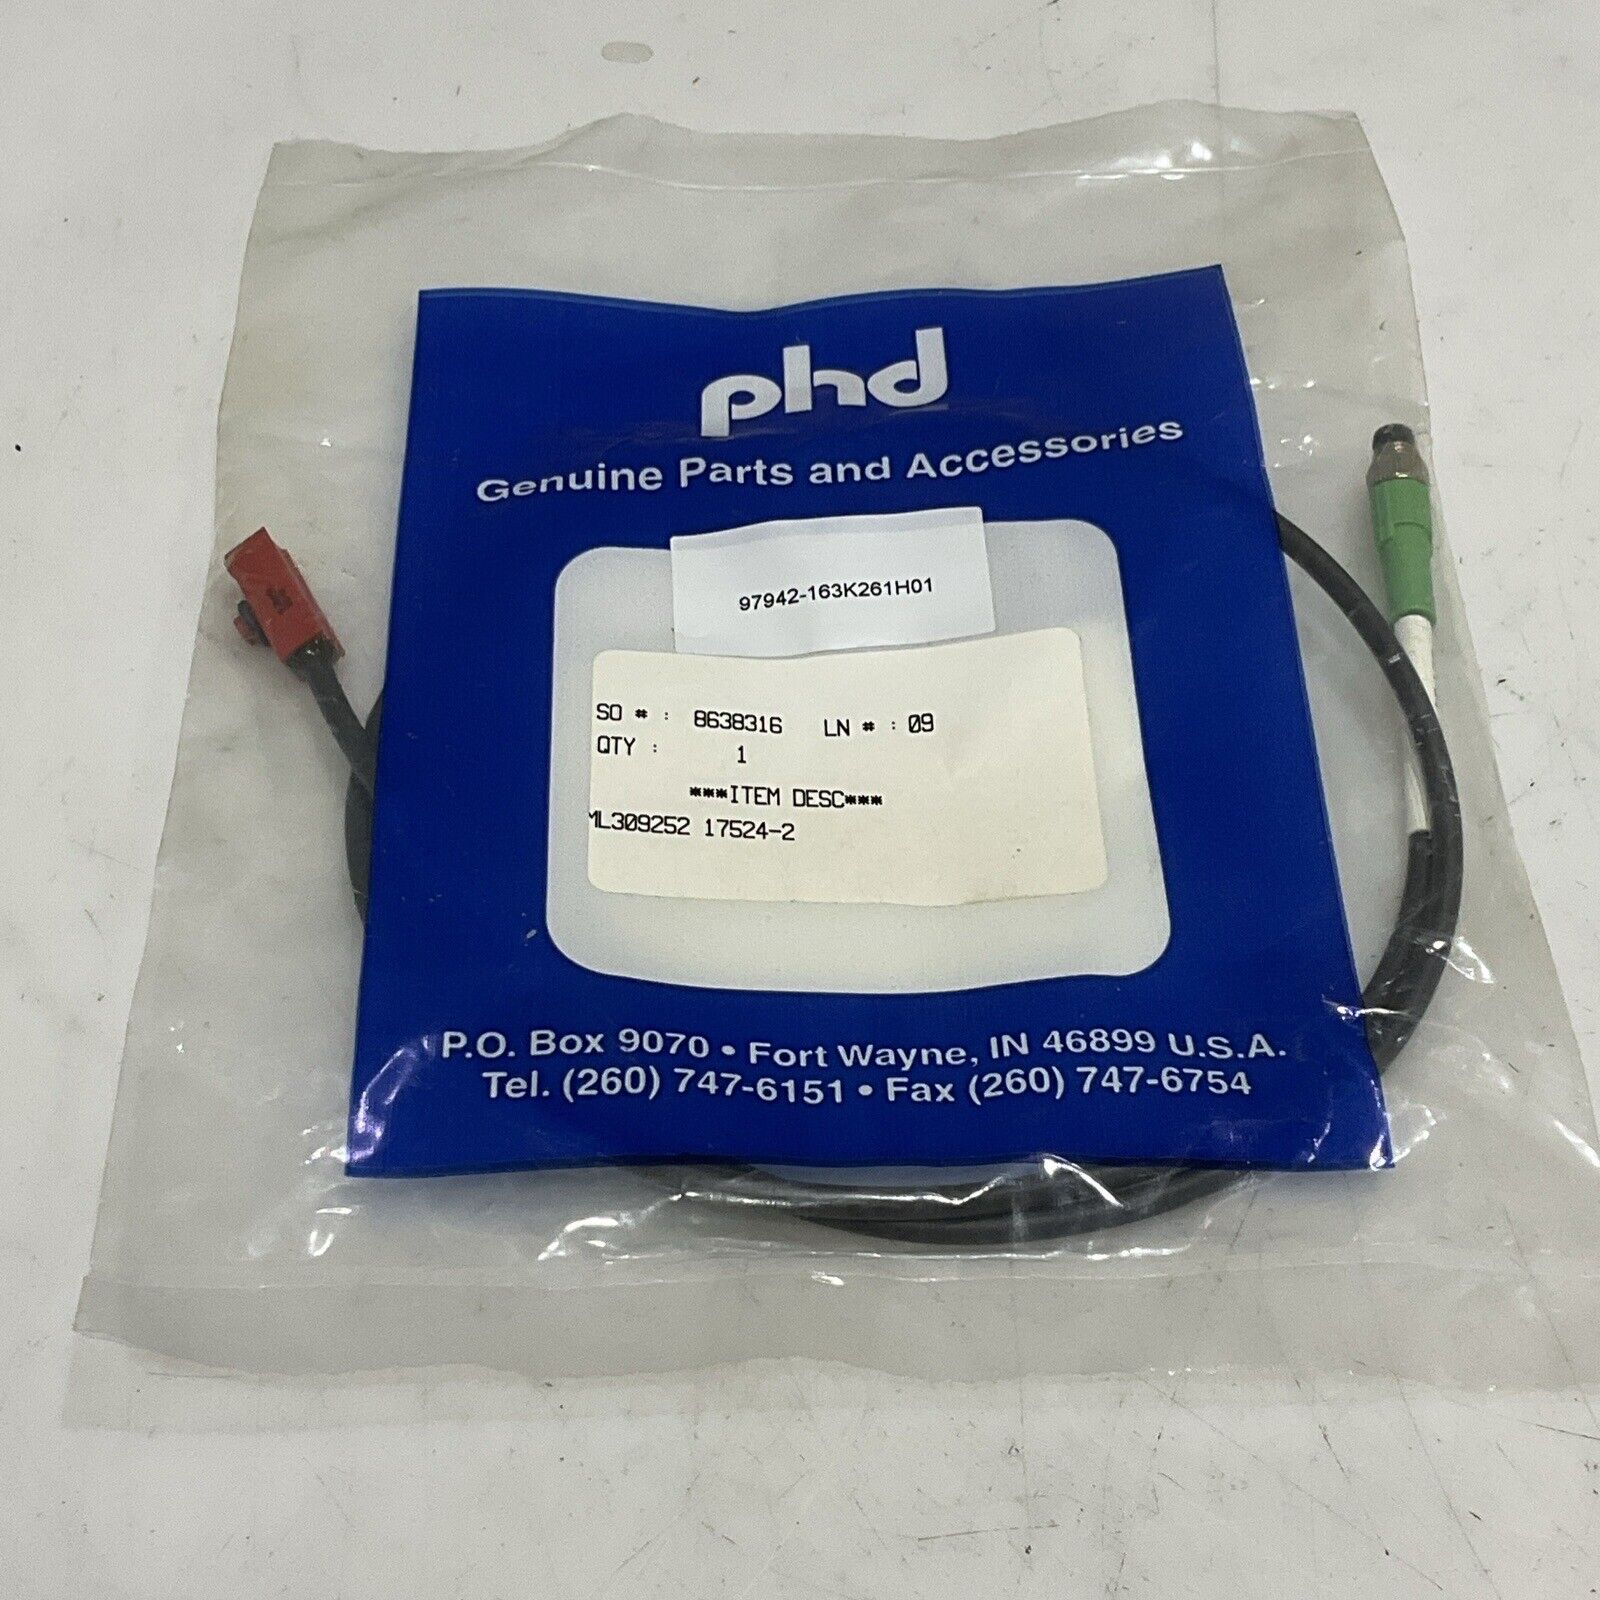 phd
Genuine Parts and Accessories
97942-163K261H01
SO # : 8638316 LN # : 09
QTY : 1
***ITEM DESC***
ML309252 17524-2
P.O. Box 9070 • Fort Wayne, IN 46899 U.S.A.
Tel. (260) 747-6151 • Fax (260) 747-6754